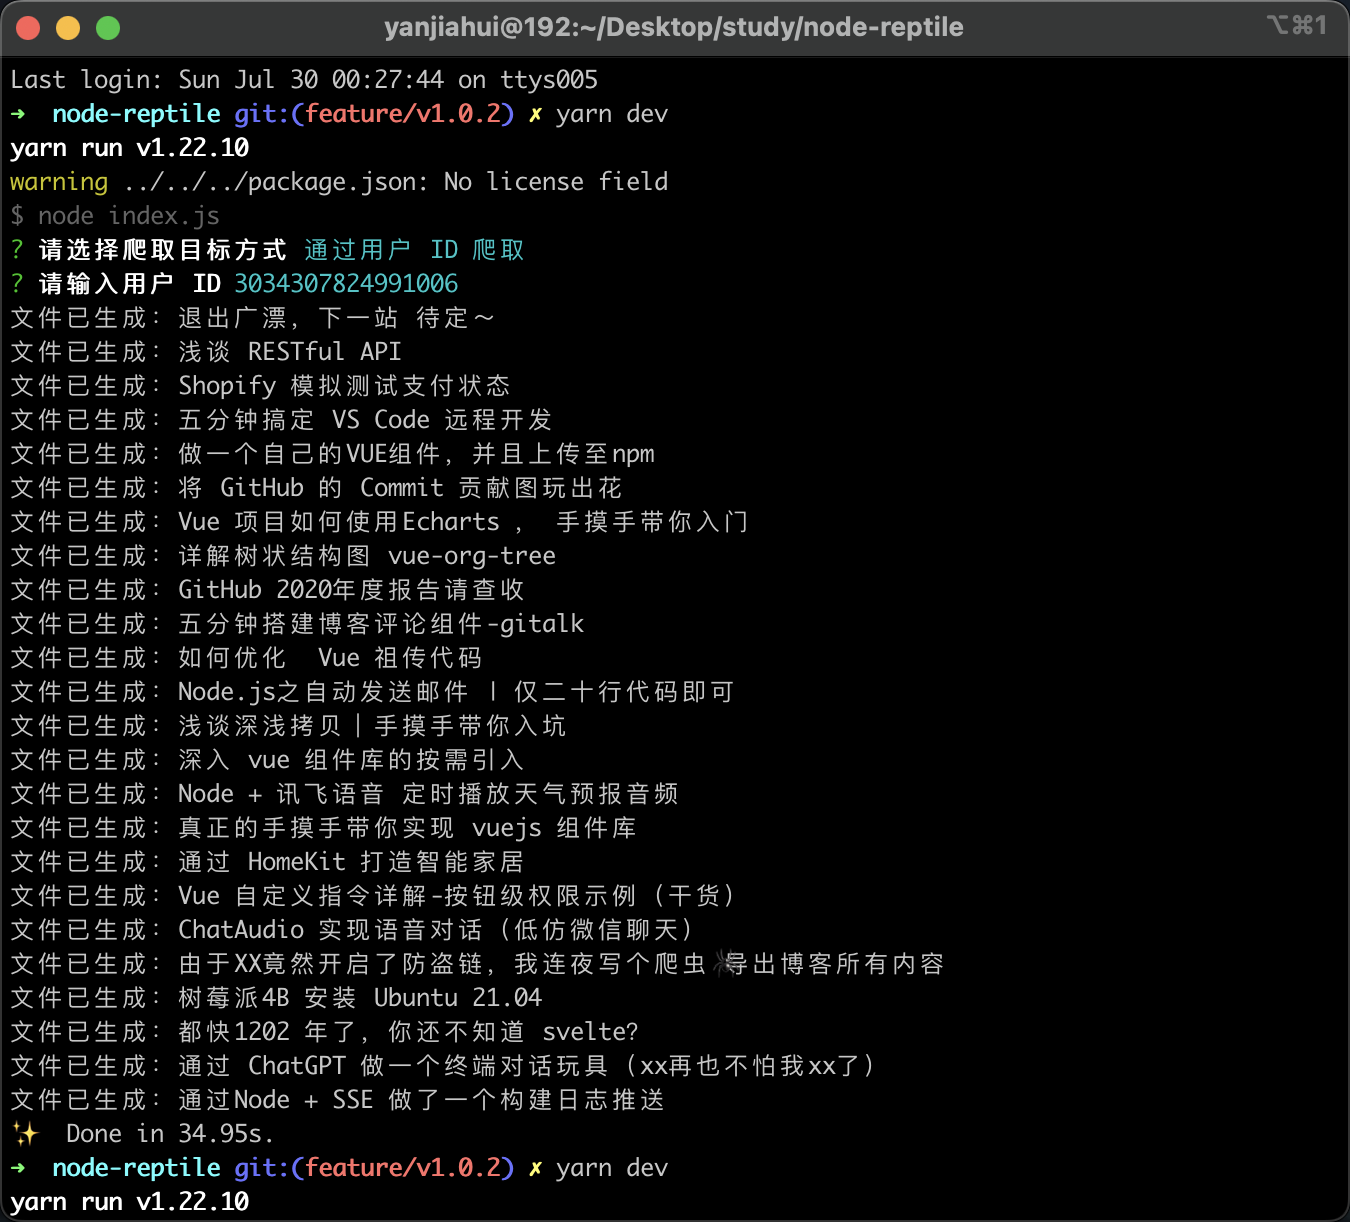 yanjiahui@192:~/Desktop/study/node-reptile ⌥⌘1
Last login: Sun Jul 30 00:27:44 on ttys005
➜  node-reptile git:(feature/v1.0.2) ✗ yarn dev
yarn run v1.22.10
warning ../../../package.json: No license field
$ node index.js
? 请选择爬取目标方式 通过用户 ID 爬取
? 请输入用户 ID 3034307824991006
文件已生成：退出广漂，下一站 待定～
文件已生成：浅谈 RESTful API
文件已生成：Shopify 模拟测试支付状态
文件已生成：五分钟搞定 VS Code 远程开发
文件已生成：做一个自己的VUE组件，并且上传至npm
文件已生成：将 GitHub 的 Commit 贡献图玩出花
文件已生成：Vue 项目如何使用Echarts ， 手摸手带你入门
文件已生成：详解树状结构图 vue-org-tree
文件已生成：GitHub 2020年度报告请查收
文件已生成：五分钟搭建博客评论组件-gitalk
文件已生成：如何优化  Vue 祖传代码
文件已生成：Node.js之自动发送邮件 | 仅二十行代码即可
文件已生成：浅谈深浅拷贝｜手摸手带你入坑
文件已生成：深入 vue 组件库的按需引入
文件已生成：Node + 讯飞语音 定时播放天气预报音频
文件已生成：真正的手摸手带你实现 vuejs 组件库
文件已生成：通过 HomeKit 打造智能家居
文件已生成：Vue 自定义指令详解-按钮级权限示例（干货）
文件已生成：ChatAudio 实现语音对话（低仿微信聊天）
文件已生成：由于XX竟然开启了防盗链，我连夜写个爬虫🕷️导出博客所有内容
文件已生成：树莓派4B 安装 Ubuntu 21.04
文件已生成：都快1202 年了，你还不知道 svelte?
文件已生成：通过 ChatGPT 做一个终端对话玩具（xx再也不怕我xx了）
文件已生成：通过Node + SSE 做了一个构建日志推送
✨  Done in 34.95s.
➜  node-reptile git:(feature/v1.0.2) ✗ yarn dev
yarn run v1.22.10